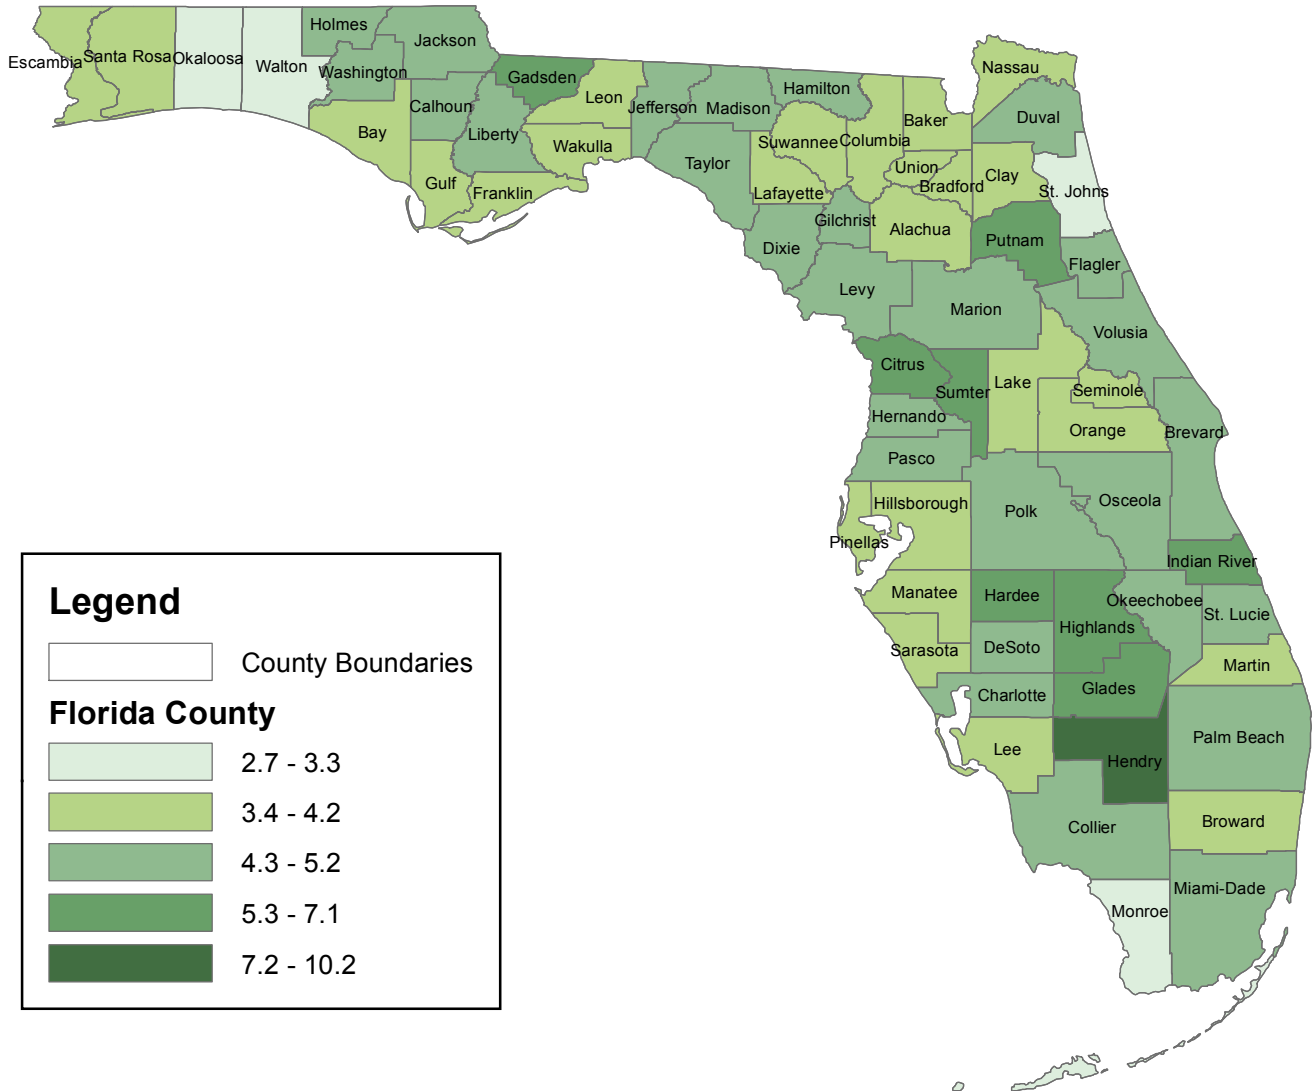 Holmes
Jackson
Escambia
Santa Rosa
Okaloosa
Walton
Washington
Gadsden
Nassau
Calhoun
Leon
Jefferson
Madison
Hamilton
Duval
Bay
Liberty
Wakulla
Suwannee
Columbia
Baker
Taylor
Union
Clay
Gulf
Franklin
Lafayette
Bradford
St. Johns
Gilchrist
Alachua
Putnam
Dixie
Flagler
Levy
Marion
Volusia
Citrus
Sumter
Lake
Seminole
Hernando
Orange
Brevard
Pasco
Hillsborough
Polk
Osceola
Pinellas
Indian River
Manatee
Hardee
Okeechobee
St. Lucie
Highlands
Sarasota
DeSoto
Martin
Charlotte
Glades
Palm Beach
Lee
Hendry
Collier
Broward
Miami-Dade
Monroe
Legend
County Boundaries
Florida County
2.7 - 3.3
3.4 - 4.2
4.3 - 5.2
5.3 - 7.1
7.2 - 10.2